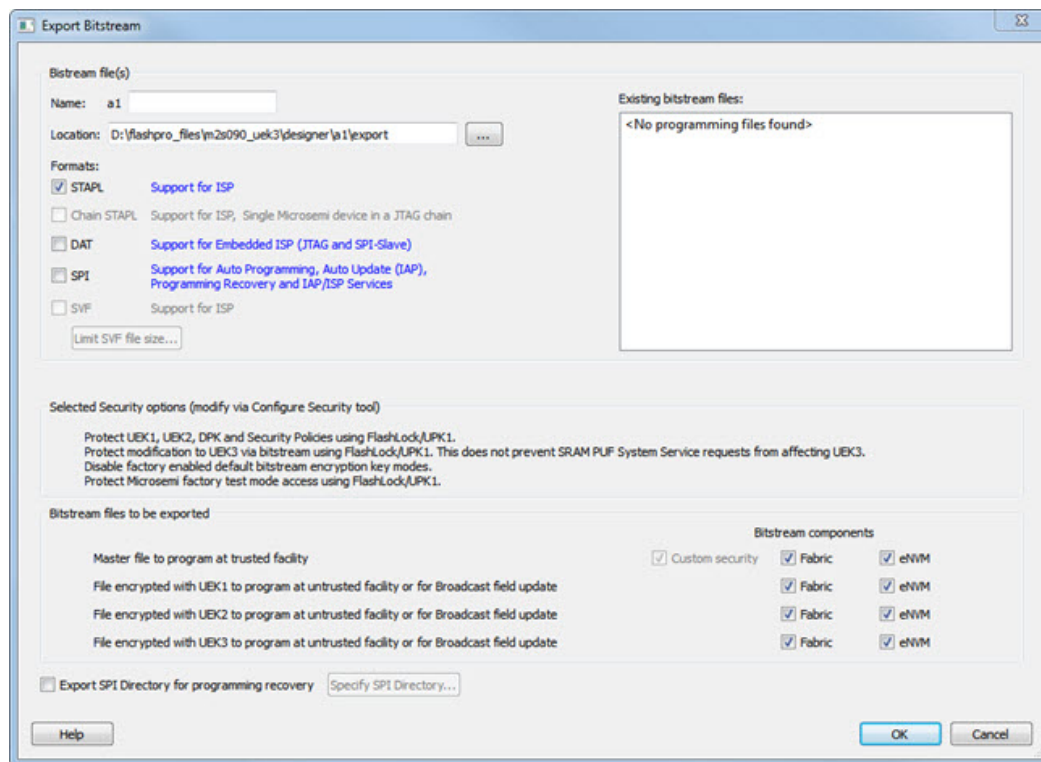 Export Bitstream
Bistream file(s)
Name: a1
Existing bitstream files:
Location: D:\flashpro_files\m2s090_uek3\designer\a1\export ...
<No programming files found>
Formats:
STAPL Support for ISP
Chain STAPL Support for ISP, Single Microsemi device in a JTAG chain
DAT Support for Embedded ISP (JTAG and SPI-Slave)
SPI Support for Auto Programming, Auto Update (IAP),
Programming Recovery and IAP/ISP Services
SVF Support for ISP
Limit SVF file size...
Selected Security options (modify via Configure Security tool)
Protect UEK1, UEK2, DPK and Security Policies using FlashLock/UPK1.
Protect modification to UEK3 via bitstream using FlashLock/UPK1. This does not prevent SRAM PUF System Service requests from affecting UEK3.
Disable factory enabled default bitstream encryption key modes.
Protect Microsemi factory test mode access using FlashLock/UPK1.
Bitstream files to be exported
Bitstream components
Master file to program at trusted facility Custom security Fabric eNVM
File encrypted with UEK1 to program at untrusted facility or for Broadcast field update Fabric eNVM
File encrypted with UEK2 to program at untrusted facility or for Broadcast field update Fabric eNVM
File encrypted with UEK3 to program at untrusted facility or for Broadcast field update Fabric eNVM
Export SPI Directory for programming recovery Specify SPI Directory...
Help OK Cancel